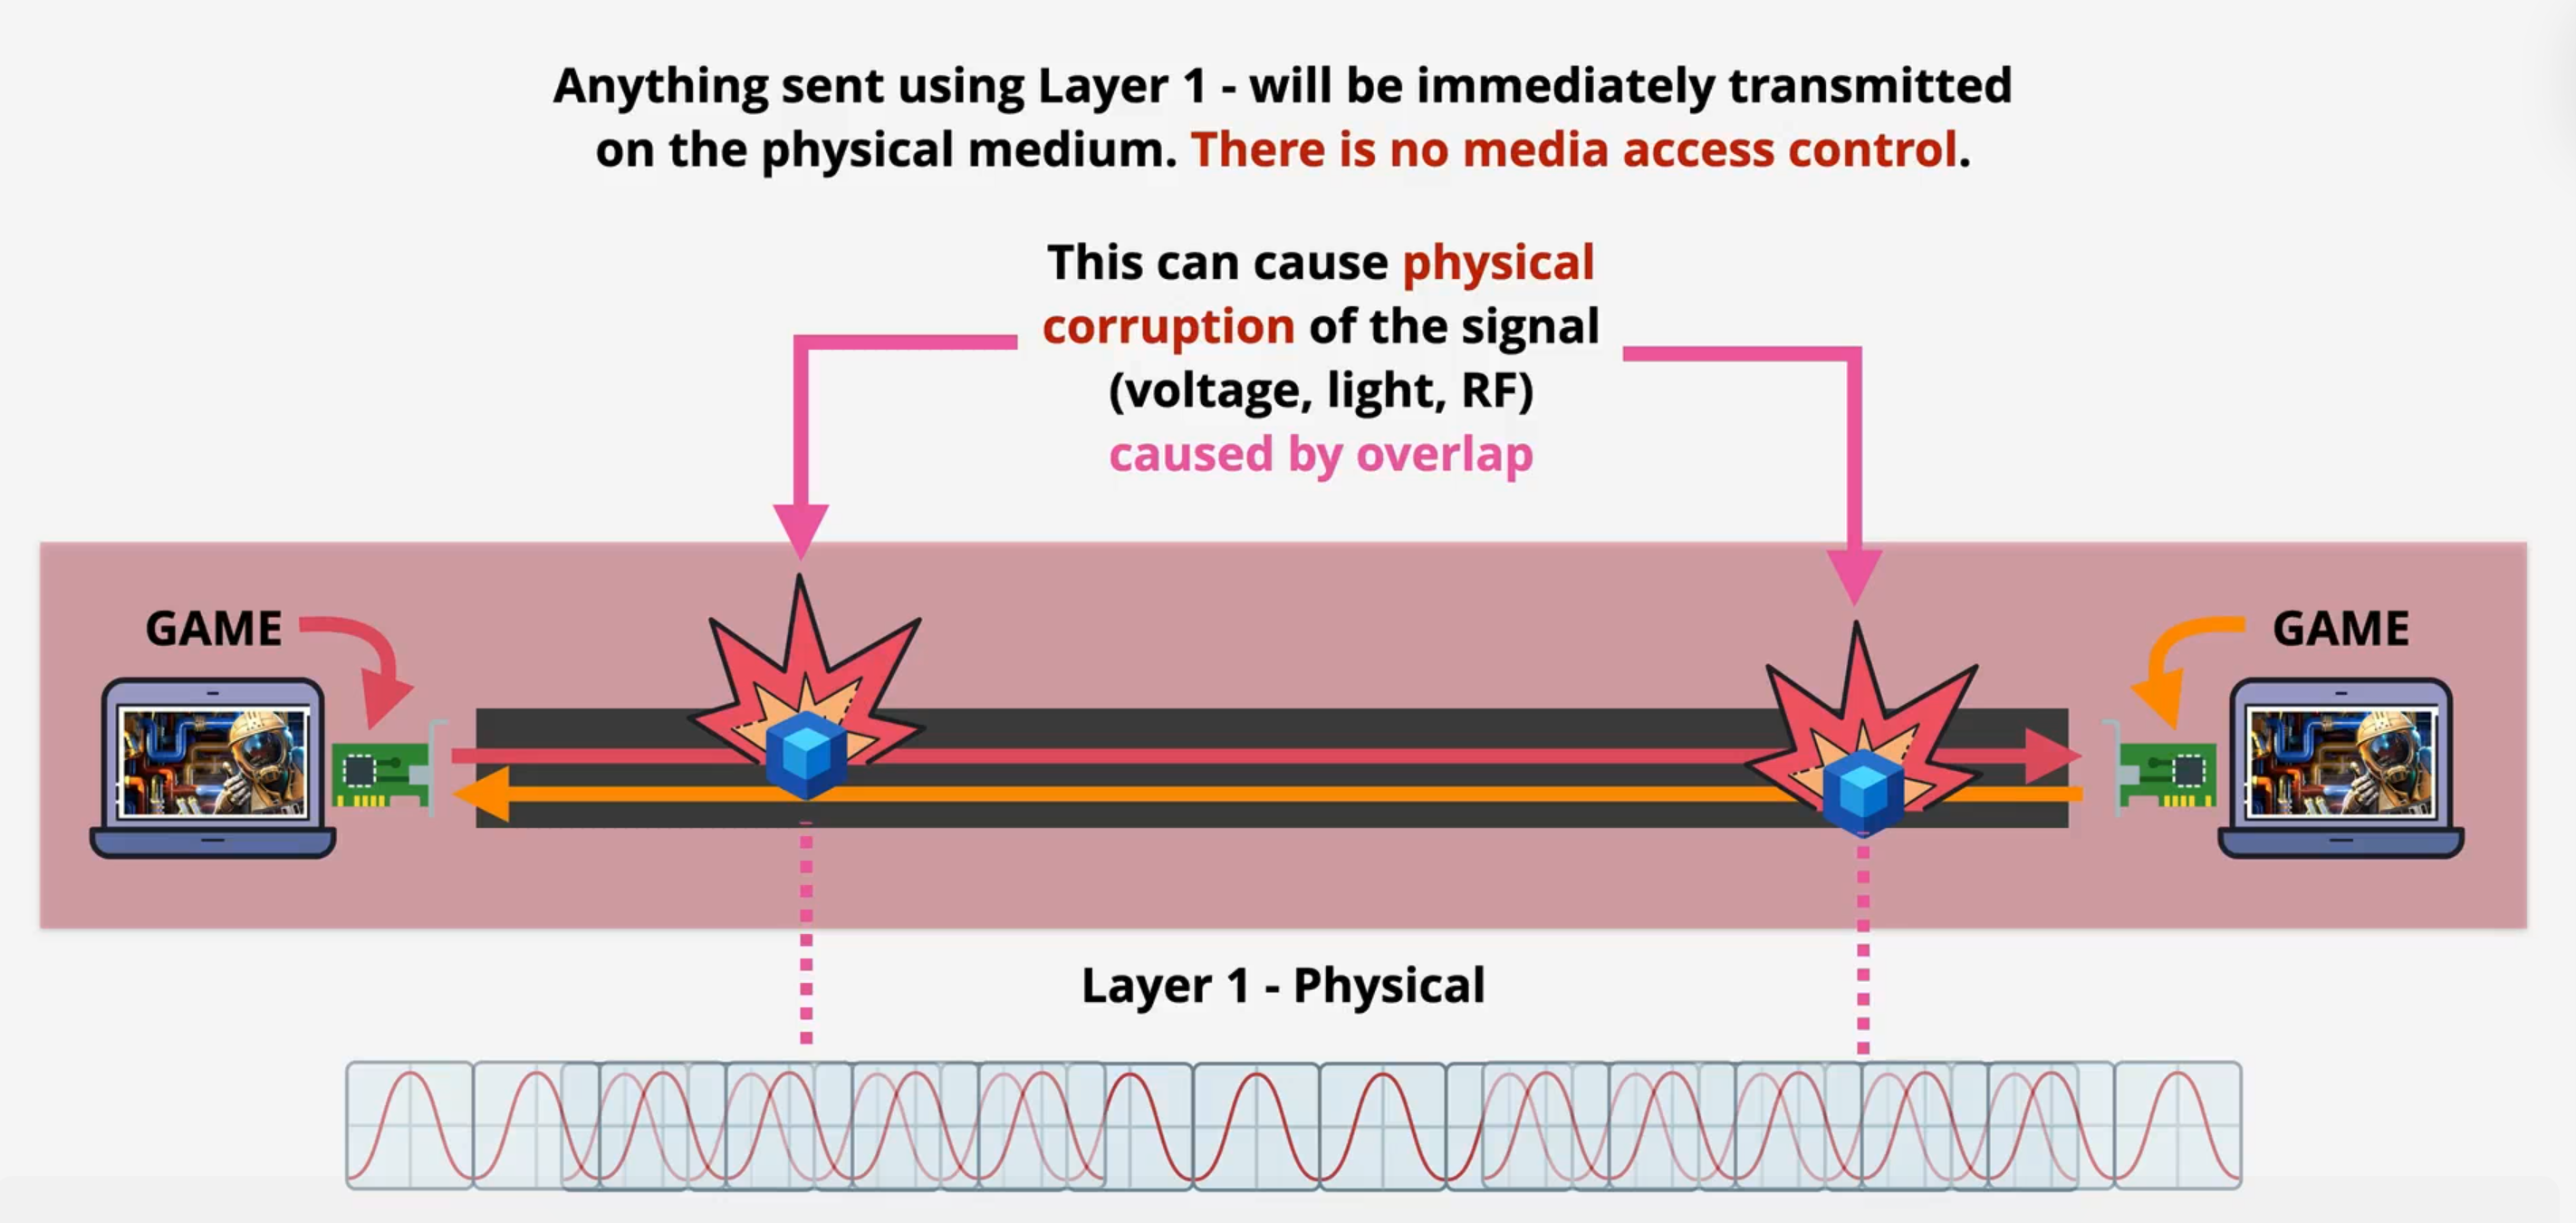 Anything sent using Layer 1 - will be immediately transmitted
on the physical medium. There is no media access control.
This can cause physical
corruption of the signal
(voltage, light, RF)
caused by overlap
GAME
GAME
Layer 1 - Physical